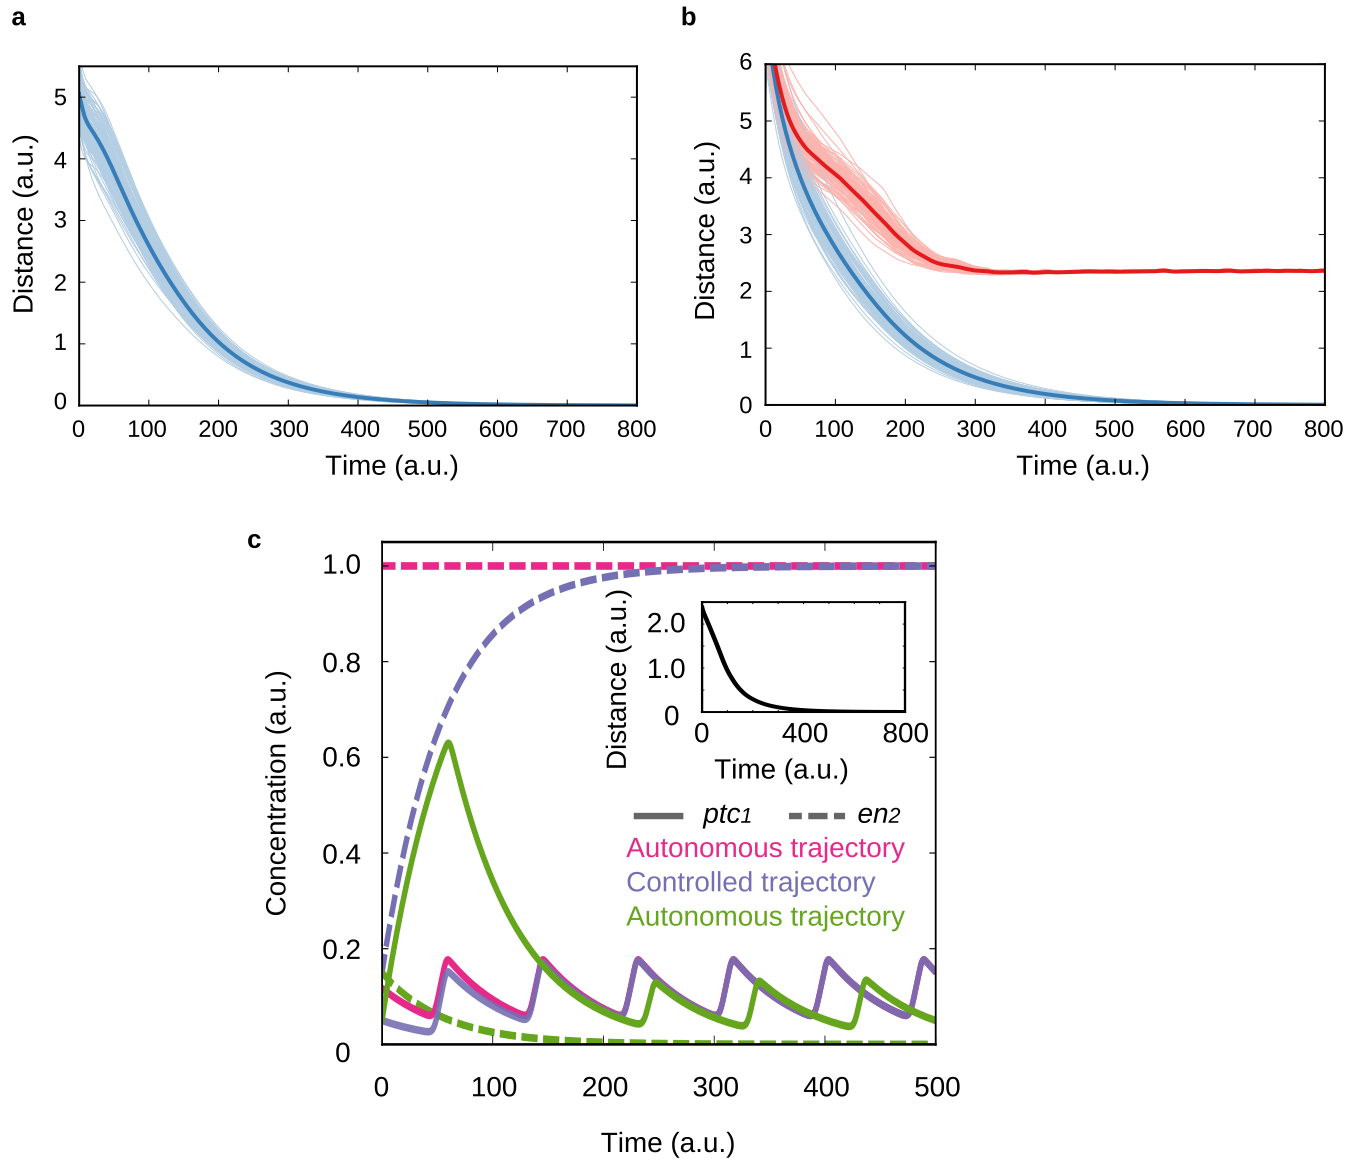 a
5
4
3
2
1
0
0 100 200 300 400 500 600 700 800
Distance (a.u.)
Time (a.u.)
b
6
5
4
3
2
1
0
0 100 200 300 400 500 600 700 800
Distance (a.u.)
Time (a.u.)
c
1.0
0.8
0.6
0.4
0.2
0
0 100 200 300 400 500
Concentration (a.u.)
Time (a.u.)
2.0
1.0
0
0 400 800
Distance (a.u.)
Time (a.u.)
ptc1 en2
Autonomous trajectory
Controlled trajectory
Autonomous trajectory